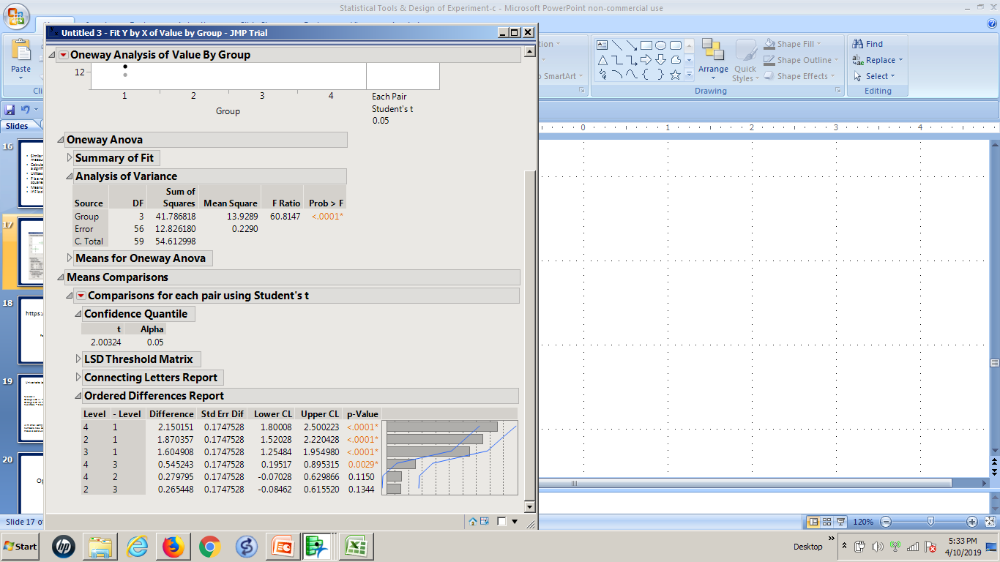 Statistical Tools & Design of Experiment-c - Microsoft PowerPoint non-commercial use
Untitled 3 - Fit Y by X of Value by Group - JMP Trial
Oneway Analysis of Value By Group
12
1 2 3 4
Group
Each Pair
Student's t
0.05
Oneway Anova
Summary of Fit
Analysis of Variance
Source DF Sum of Squares Mean Square F Ratio Prob > F
Group 3 41.786818 13.9289 60.8147 <.0001*
Error 56 12.826180 0.2290
C. Total 59 54.612998
Means for Oneway Anova
Means Comparisons
Comparisons for each pair using Student's t
Confidence Quantile
t Alpha
2.00324 0.05
LSD Threshold Matrix
Connecting Letters Report
Ordered Differences Report
Level - Level Difference Std Err Dif Lower CL Upper CL p-Value
4 1 2.150151 0.1747528 1.80008 2.500223 <.0001*
2 1 1.870357 0.1747528 1.52028 2.220428 <.0001*
3 1 1.604908 0.1747528 1.25484 1.954980 <.0001*
4 3 0.545243 0.1747528 0.19517 0.895315 0.0029*
4 2 0.279795 0.1747528 -0.07028 0.629866 0.1150
2 3 0.265448 0.1747528 -0.08462 0.615520 0.1344
Paste
Cli
Slides
16
17
18
https:/
19
20
Op
Slide 17 o
tion
o SmartArt
Arrange
Quick Styles
Shape Fill
Shape Outline
Shape Effects
Drawing
Find
Replace
Select
Editing
0 1 2 3 4
120%
Start
Desktop
5:33 PM
4/10/2019